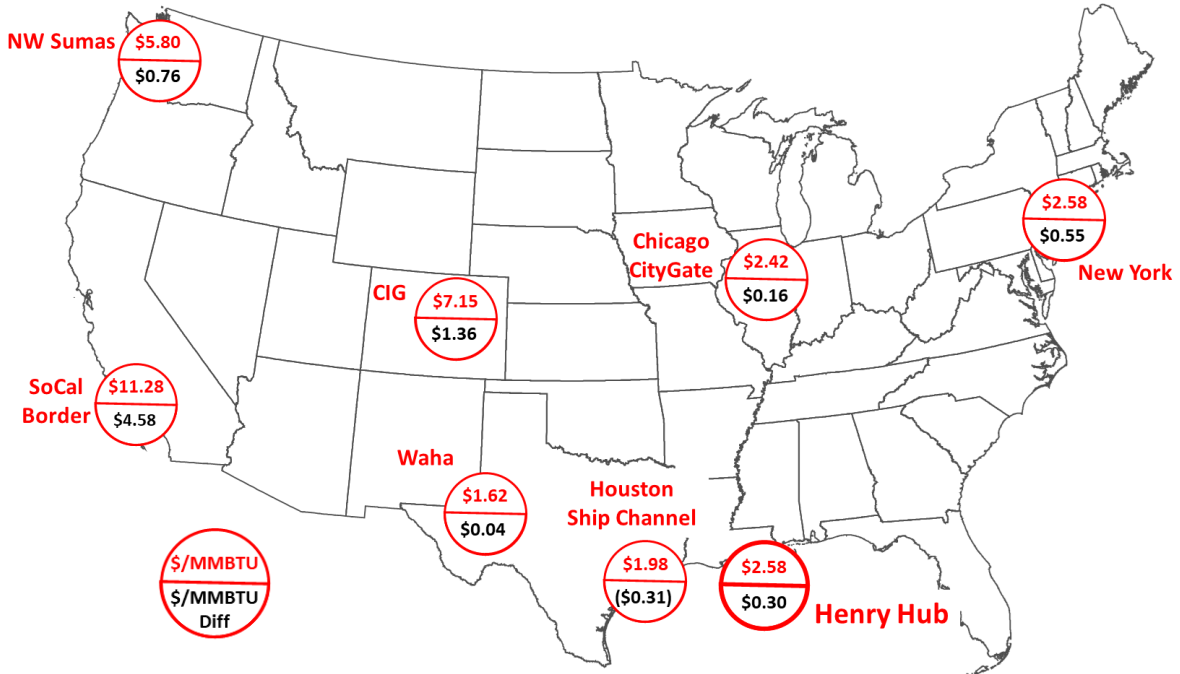 NW Sumas
$5.80
$0.76
$2.58
$0.55
New York
Chicago
CityGate
$2.42
$0.16
CIG
$7.15
$1.36
SoCal
Border
$11.28
$4.58
Waha
$1.62
$0.04
Houston
Ship Channel
$1.98
($0.31)
$2.58
$0.30
Henry Hub
$/MMBTU
$/MMBTU
Diff